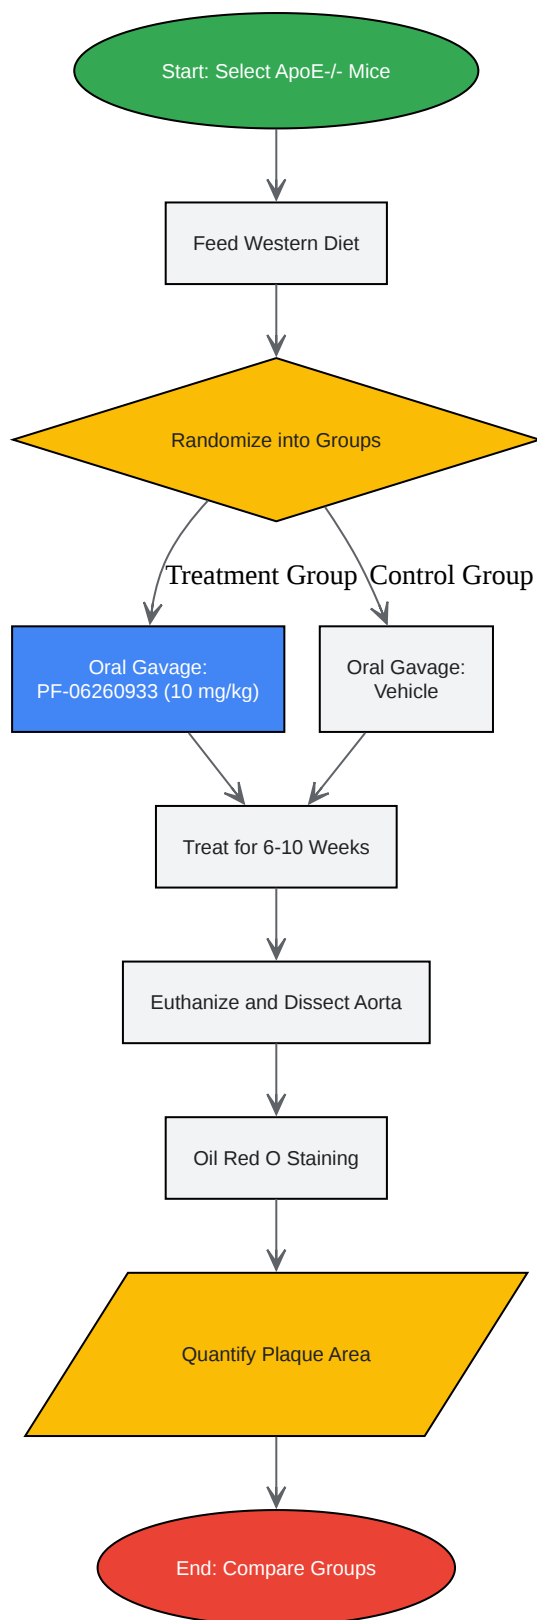 Start: Select ApoE-/- Mice
Feed Western Diet
Randomize into Groups
Treatment Group
Control Group
Oral Gavage:
PF-06260933 (10 mg/kg)
Oral Gavage:
Vehicle
Treat for 6-10 Weeks
Euthanize and Dissect Aorta
Oil Red O Staining
Quantify Plaque Area
End: Compare Groups